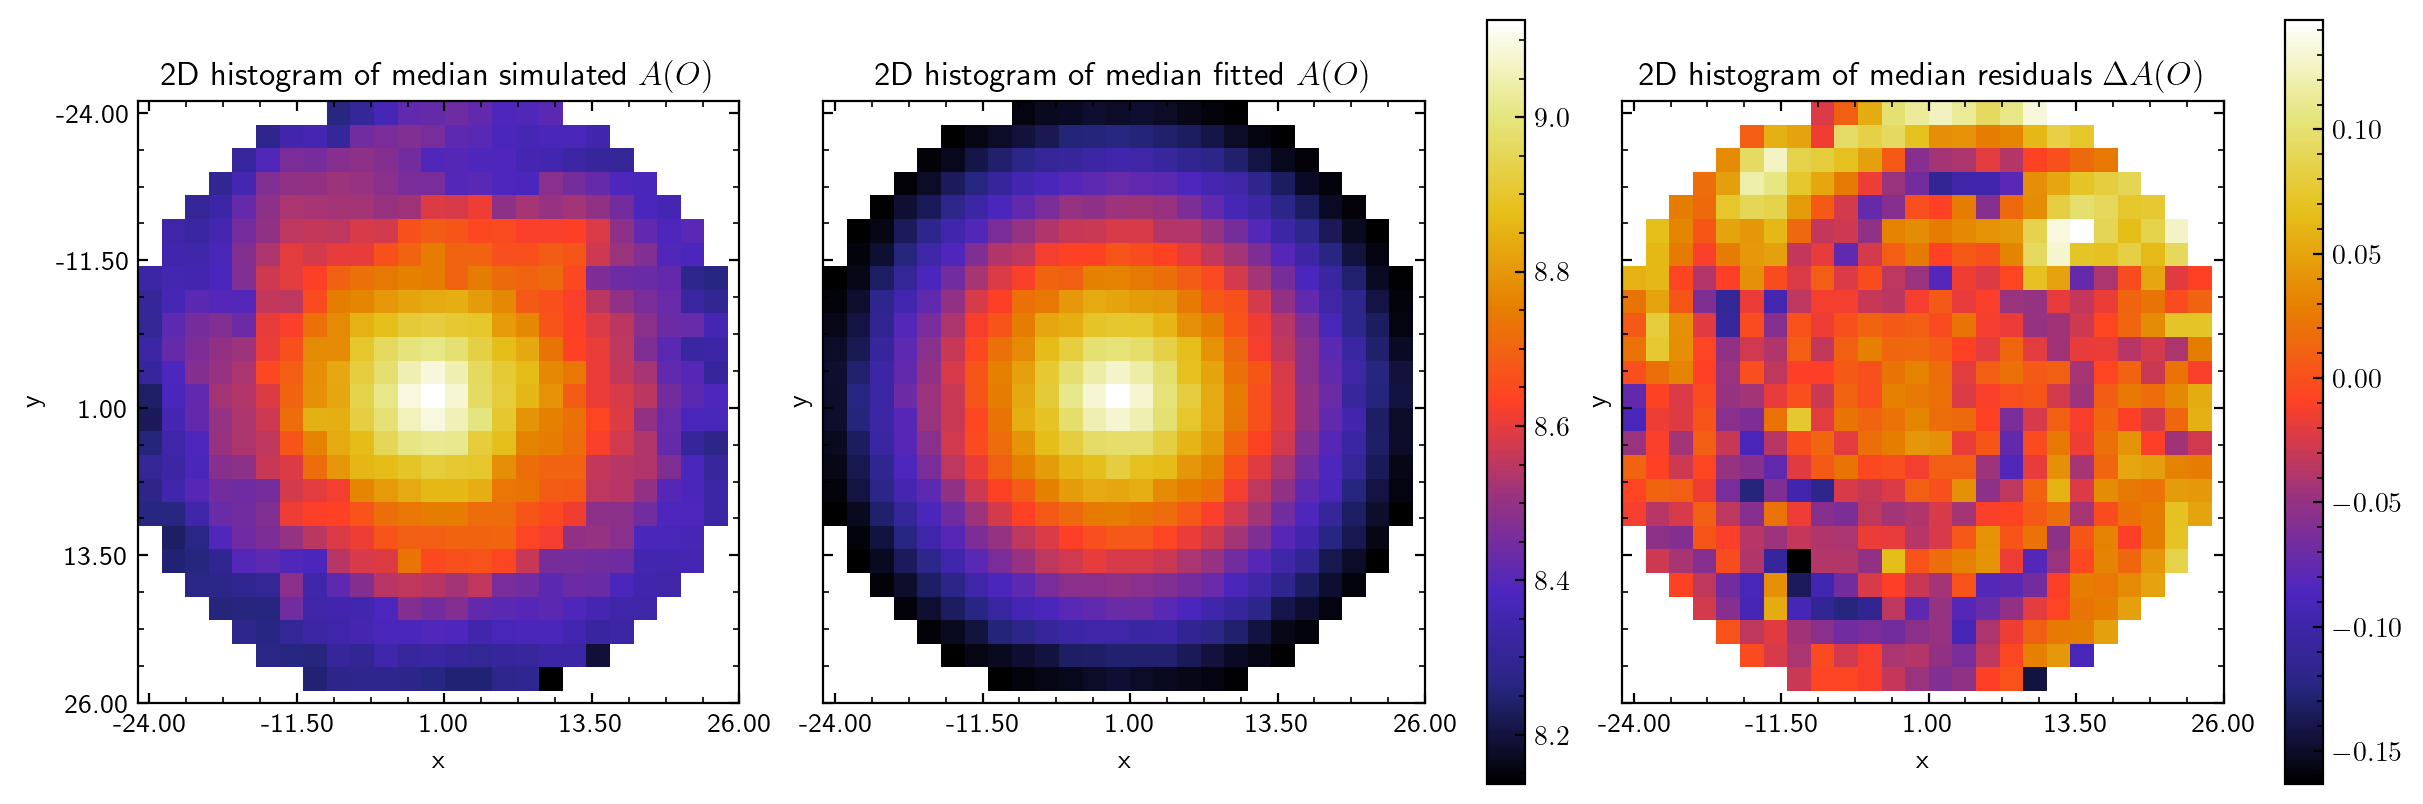 2D histogram of median simulated A(O)
-24.00
-11.50
1.00
13.50
26.00
y
-24.00 -11.50 1.00 13.50 26.00
x
2D histogram of median fitted A(O)
y
-24.00 -11.50 1.00 13.50 26.00
x
9.0
8.8
8.6
8.4
8.2
2D histogram of median residuals ΔA(O)
y
-24.00 -11.50 1.00 13.50 26.00
x
0.10
0.05
0.00
−0.05
−0.10
−0.15